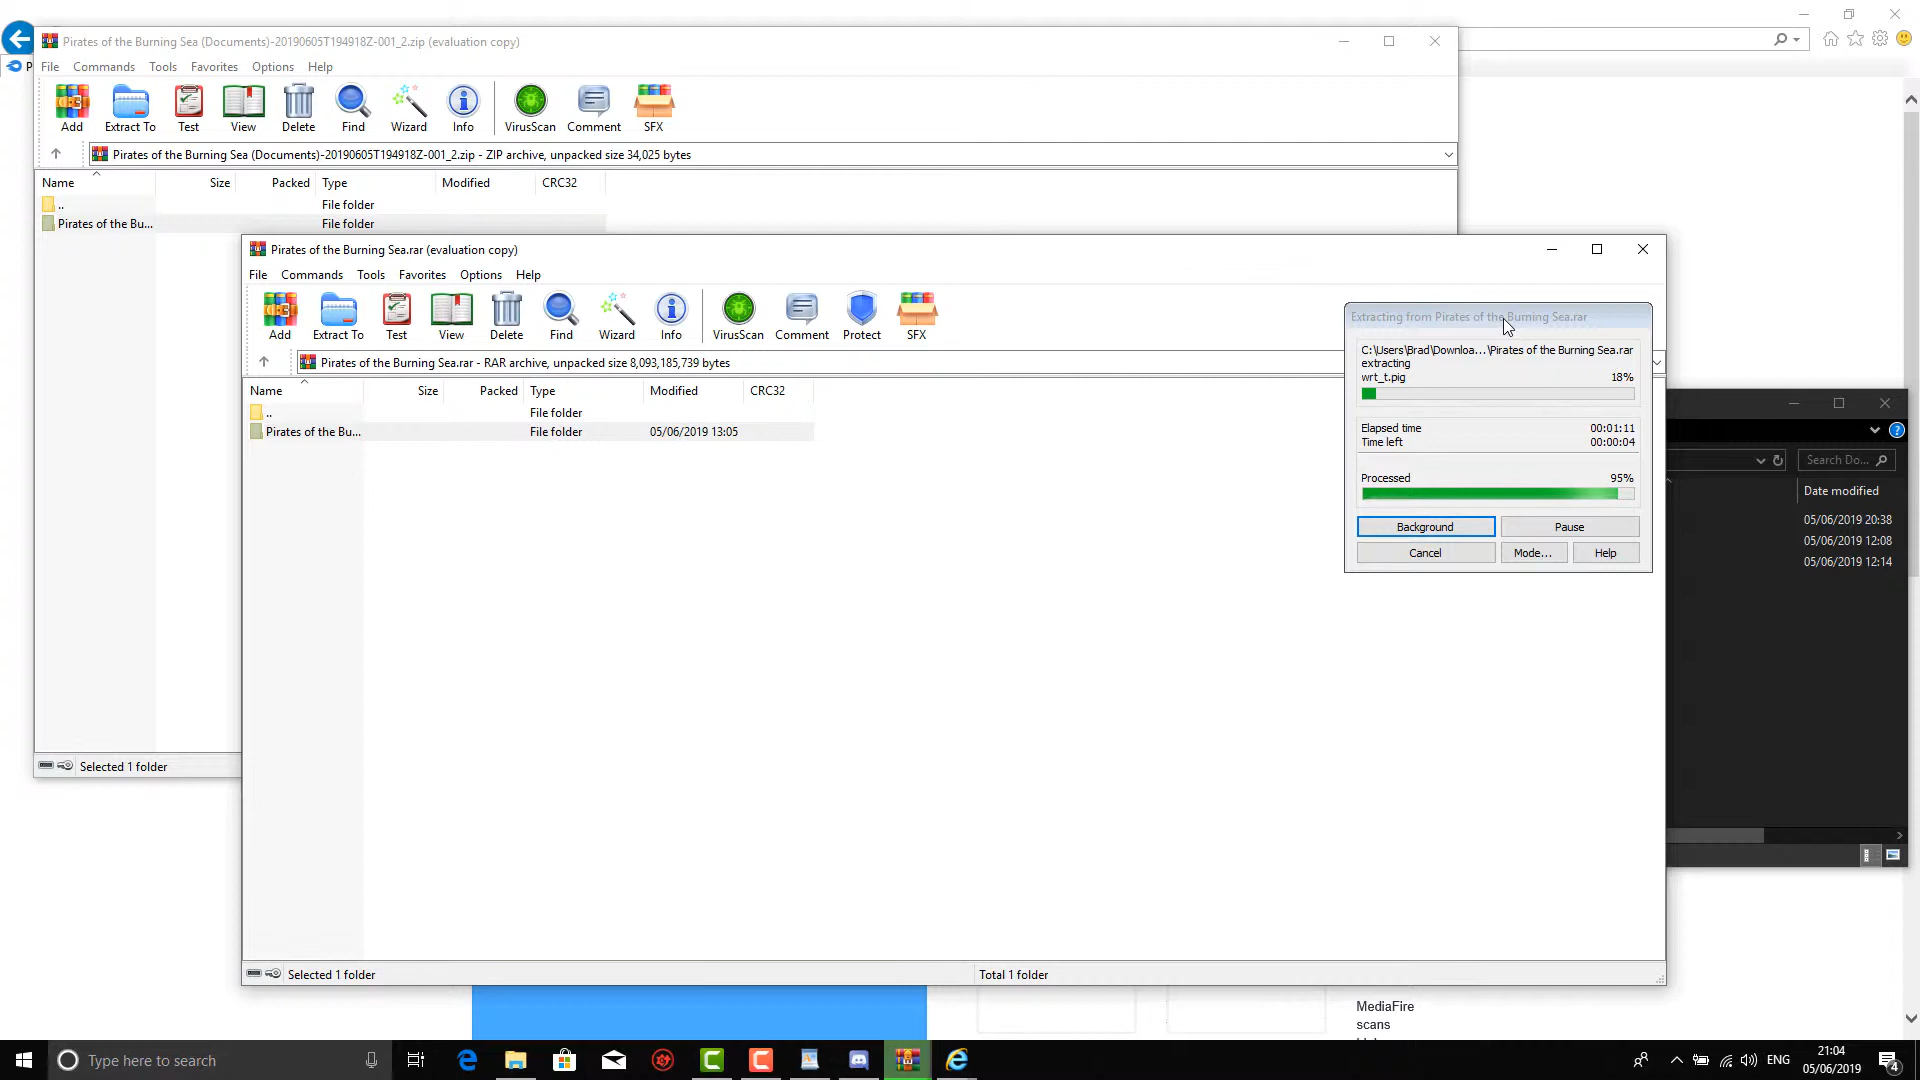 Pirates of the Burning Sea (Documents)-20190605T194918Z-001_2.zip (evaluation copy)
File Commands Tools Favorites Options Help
Add Extract To Test View Delete Find Wizard Info VirusScan Comment SFX
Pirates of the Burning Sea (Documents)-20190605T194918Z-001_2.zip - ZIP archive, unpacked size 34,025 bytes
Name Size Packed Type Modified CRC32
.. File folder
Pirates of the Bu... File folder
Selected 1 folder
Pirates of the Burning Sea.rar (evaluation copy)
File Commands Tools Favorites Options Help
Add Extract To Test View Delete Find Wizard Info VirusScan Comment Protect SFX
Pirates of the Burning Sea.rar - RAR archive, unpacked size 8,093,185,739 bytes
Name Size Packed Type Modified CRC32
.. File folder
Pirates of the Bu... File folder 05/06/2019 13:05
Selected 1 folder Total 1 folder
Extracting from Pirates of the Burning Sea.rar
C:\Users\Brad\Downloa...\Pirates of the Burning Sea.rar
extracting
wrt_t.pig 18%
Elapsed time 00:01:11
Time left 00:00:04
Processed 95%
Background Pause
Cancel Mode... Help
Search Do...
Date modified
05/06/2019 20:38
05/06/2019 12:08
05/06/2019 12:14
MediaFire
scans
Type here to search
ENG
21:04
05/06/2019
4